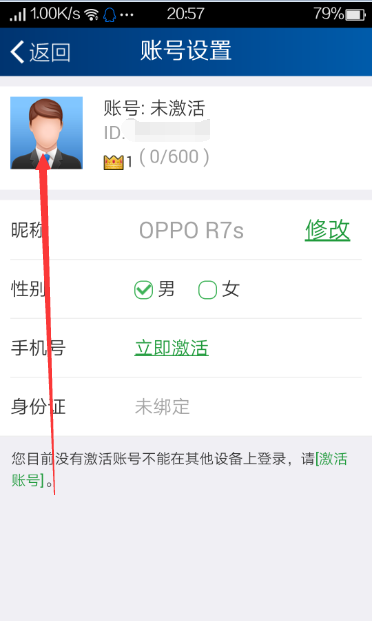 1.00K/s 20:57 79%
返回 账号设置
账号: 未激活
ID.
1 ( 0/600 )
昵称 OPPO R7s 修改
性别 男 女
手机号 立即激活
身份证 未绑定
您目前没有激活账号不能在其他设备上登录，请[激活
账号]。